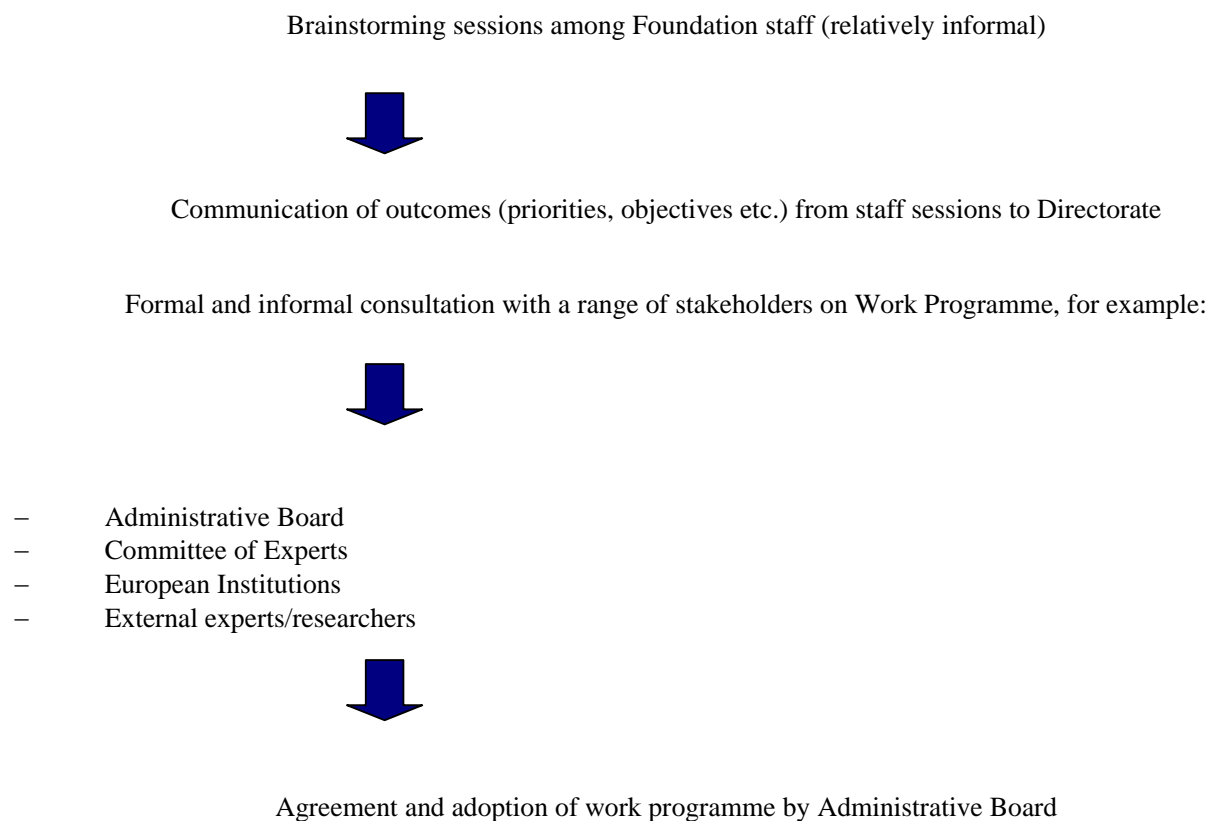 Brainstorming sessions among Foundation staff (relatively informal)
Communication of outcomes (priorities, objectives etc.) from staff sessions to Directorate
Formal and informal consultation with a range of stakeholders on Work Programme, for example:
– Administrative Board
– Committee of Experts
– European Institutions
– External experts/researchers
Agreement and adoption of work programme by Administrative Board